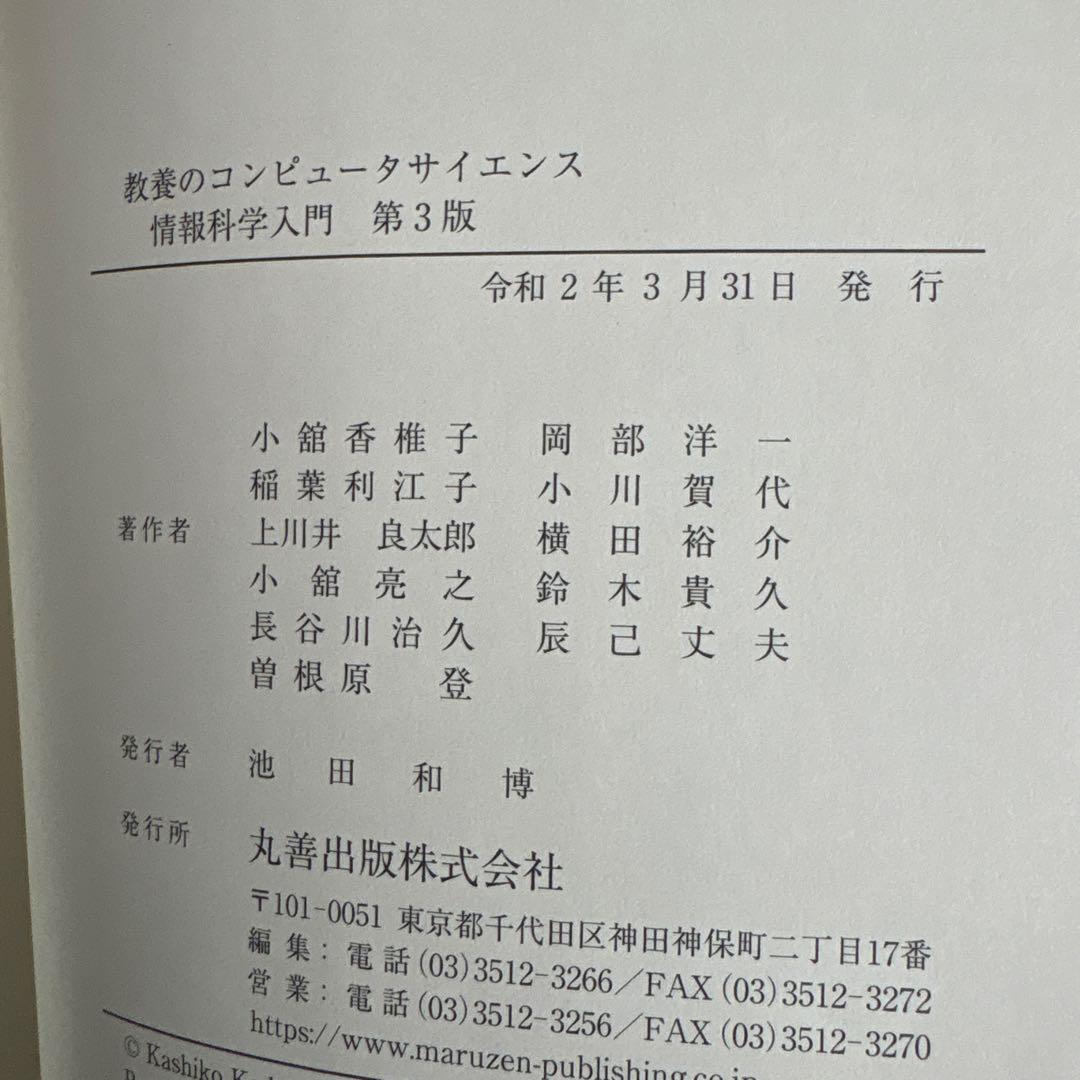 教養のコンピュータサイエンス
情報科学入門 第3版
令和2年3月31日 発行
小舘香椎子 岡部洋一
稲葉利江子 小川賀代
著作者 上川井良太郎 横田裕介
小舘亮之 鈴木貴久
長谷川治久 辰己丈夫
曽根原登
発行者 池田和博
発行所 丸善出版株式会社
〒101-0051 東京都千代田区神田神保町二丁目17番
編集:電話(03)3512-3266/FAX(03)3512-3272
営業:電話(03)3512-3256/FAX(03)3512-3270
https://www.maruzen-publishing.co.jp
© Kashiko